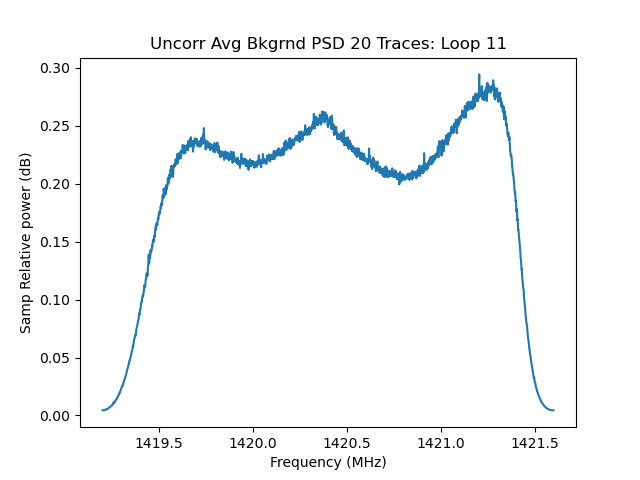 Uncorr Avg Bkgrnd PSD 20 Traces: Loop 11
0.30
0.25
0.20
0.15
0.10
0.05
0.00
Samp Relative power (dB)
1419.5 1420.0 1420.5 1421.0 1421.5
Frequency (MHz)